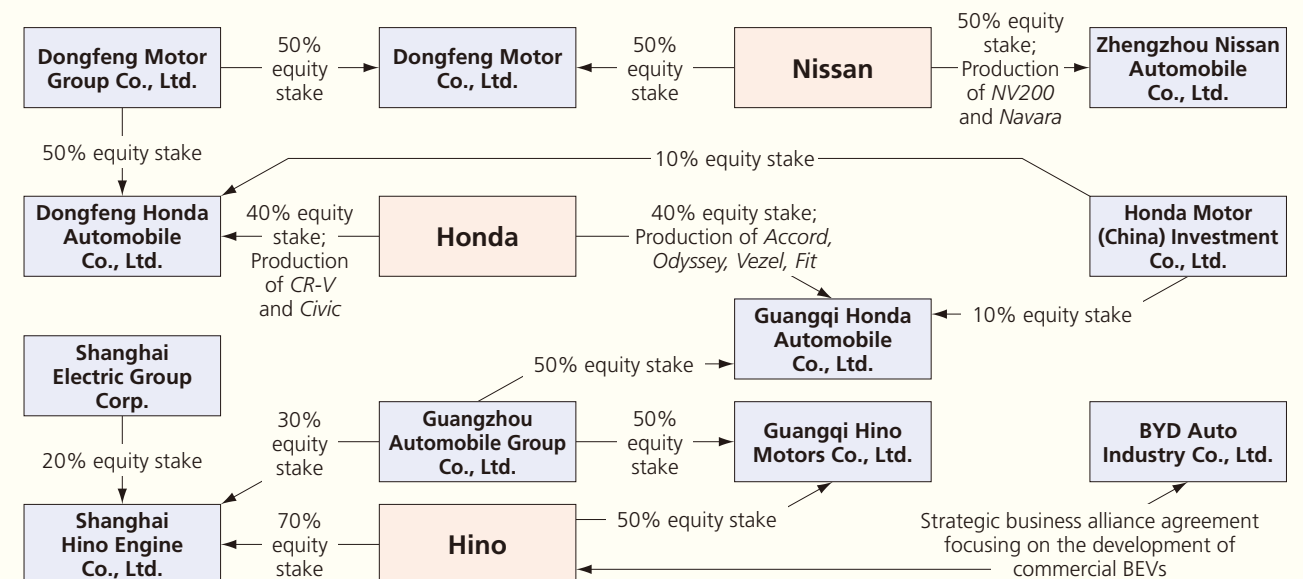 Dongfeng Motor
Group Co., Ltd.
50%
equity
stake
Dongfeng Motor
Co., Ltd.
50%
equity
stake
Nissan
50% equity
stake;
Production
of NV200
and Navara
Zhengzhou Nissan
Automobile
Co., Ltd.
50% equity stake
10% equity stake
Dongfeng Honda
Automobile
Co., Ltd.
40% equity
stake;
Production
of CR-V
and Civic
Honda
40% equity stake;
Production of Accord,
Odyssey, Vezel, Fit
Honda Motor
(China) Investment
Co., Ltd.
Guangqi Honda
Automobile
Co., Ltd.
10% equity stake
Shanghai
Electric Group
Corp.
50% equity stake
20% equity stake
30%
equity
stake
Guangzhou
Automobile Group
Co., Ltd.
50%
equity
stake
Guangqi Hino
Motors Co., Ltd.
BYD Auto
Industry Co., Ltd.
Shanghai
Hino Engine
Co., Ltd.
70%
equity
stake
Hino
50% equity stake
Strategic business alliance agreement
focusing on the development of
commercial BEVs